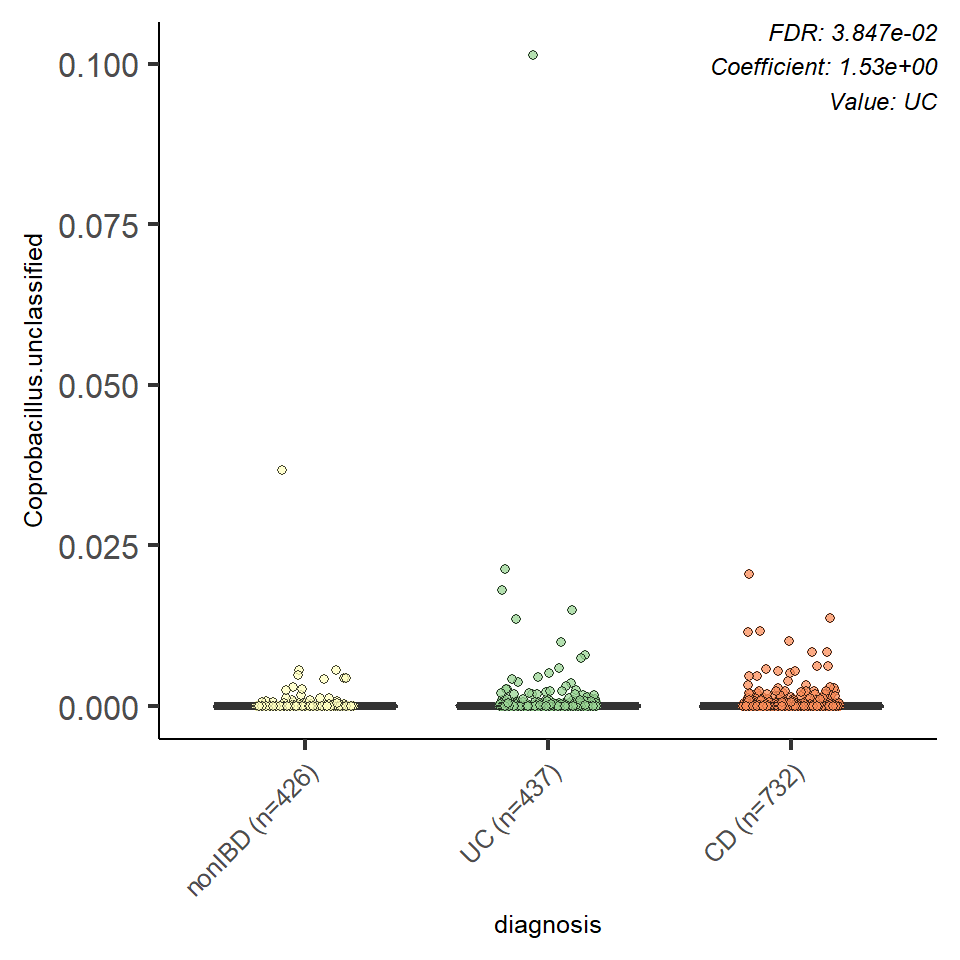 FDR: 3.847e-02
Coefficient: 1.53e+00
Value: UC
Coprobacillus.unclassified
0.100
0.075
0.050
0.025
0.000
nonIBD (n=426)
UC (n=437)
CD (n=732)
diagnosis